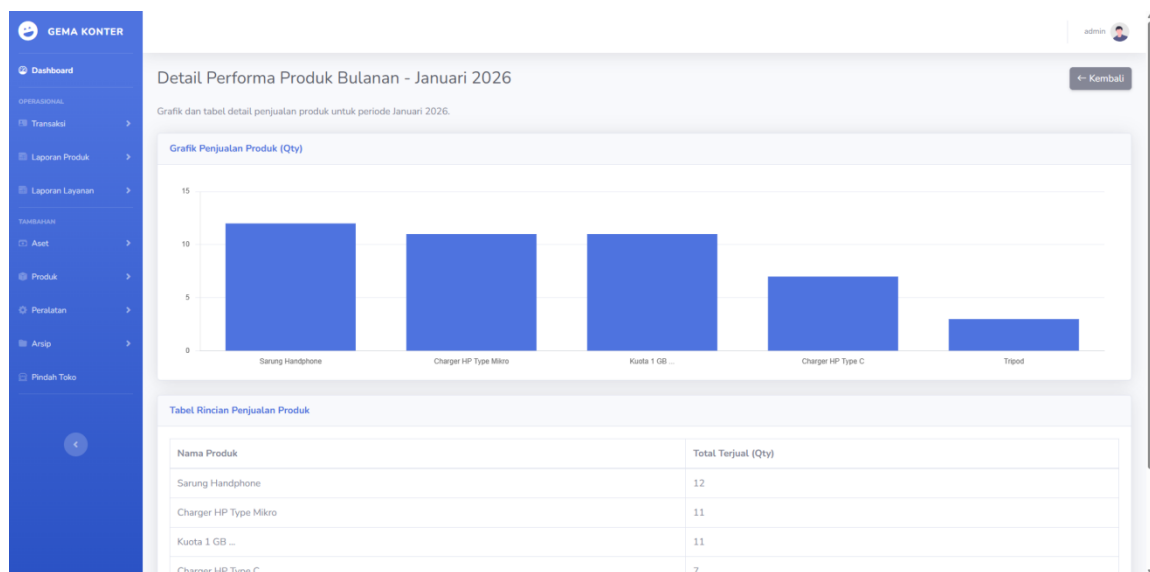 GEMA KONTER
admin
Dashboard
OPERASIONAL
Transaksi
Laporan Produk
Laporan Layanan
TAMBAHAN
Aset
Produk
Peralatan
Arsip
Pindah Toko
Detail Performa Produk Bulanan - Januari 2026
← Kembali
Grafik dan tabel detail penjualan produk untuk periode Januari 2026.
Grafik Penjualan Produk (Qty)
15
10
5
0
Sarung Handphone
Charger HP Type Mikro
Kuota 1 GB ...
Charger HP Type C
Tripod
Tabel Rincian Penjualan Produk
Nama Produk Total Terjual (Qty)
Sarung Handphone 12
Charger HP Type Mikro 11
Kuota 1 GB ... 11
Charger HP Type C 7